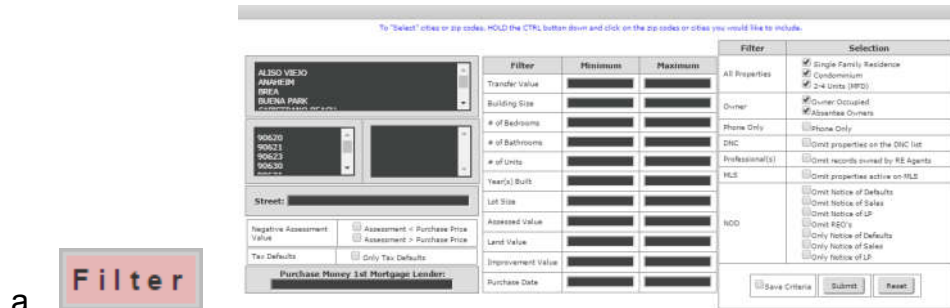 To "Select" cities or zip codes, HOLD the CTRL button down and click on the zip codes or cities you would like to include.
ALISO VIEJO
ANAHEIM
BREA
BUENA PARK
CAPISTRANO BEACH
90620
90621
90623
90630
Street:
Negative Assessment Value
Assessment < Purchase Price
Assessment > Purchase Price
Tax Defaults
Only Tax Defaults
Purchase Money 1st Mortgage Lender:
Filter Minimum Maximum
Transfer Value
Building Size
# of Bedrooms
# of Bathrooms
# of Units
Year(s) Built
Lot Size
Assessed Value
Land Value
Improvement Value
Purchase Date
Filter Selection
All Properties
Single Family Residence
Condominium
2-4 Units (MFD)
Owner
Owner Occupied
Absentee Owners
Phone Only Phone Only
DNC Omit properties on the DNC list
Professional(s) Omit records owned by RE Agents
MLS Omit properties active on MLS
NOD
Omit Notice of Defaults
Omit Notice of Sales
Omit Notice of LP
Omit REO's
Only Notice of Defaults
Only Notice of Sales
Only Notice of LP
Save Criteria Submit Reset
a Filter